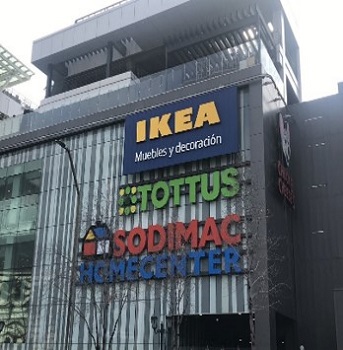 IKEA
Muebles y decoración
TOTTUS
SODIMAC
HOMECENTER